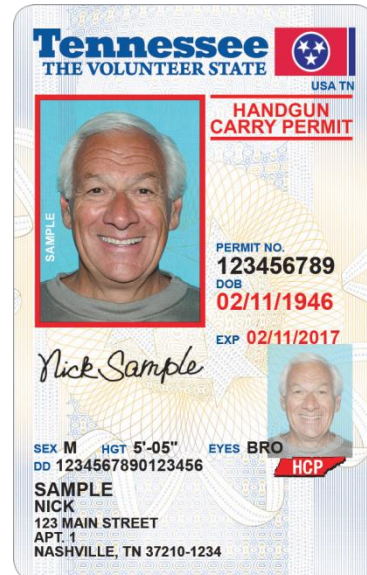 Tennessee
THE VOLUNTEER STATE
USA TN
HANDGUN
CARRY PERMIT
SAMPLE
PERMIT NO.
123456789
DOB
02/11/1946
EXP 02/11/2017
Nick Sample
SEX M HGT 5'-05" EYES BRO
DD 1234567890123456
HCP
SAMPLE
NICK
123 MAIN STREET
APT. 1
NASHVILLE, TN 37210-1234